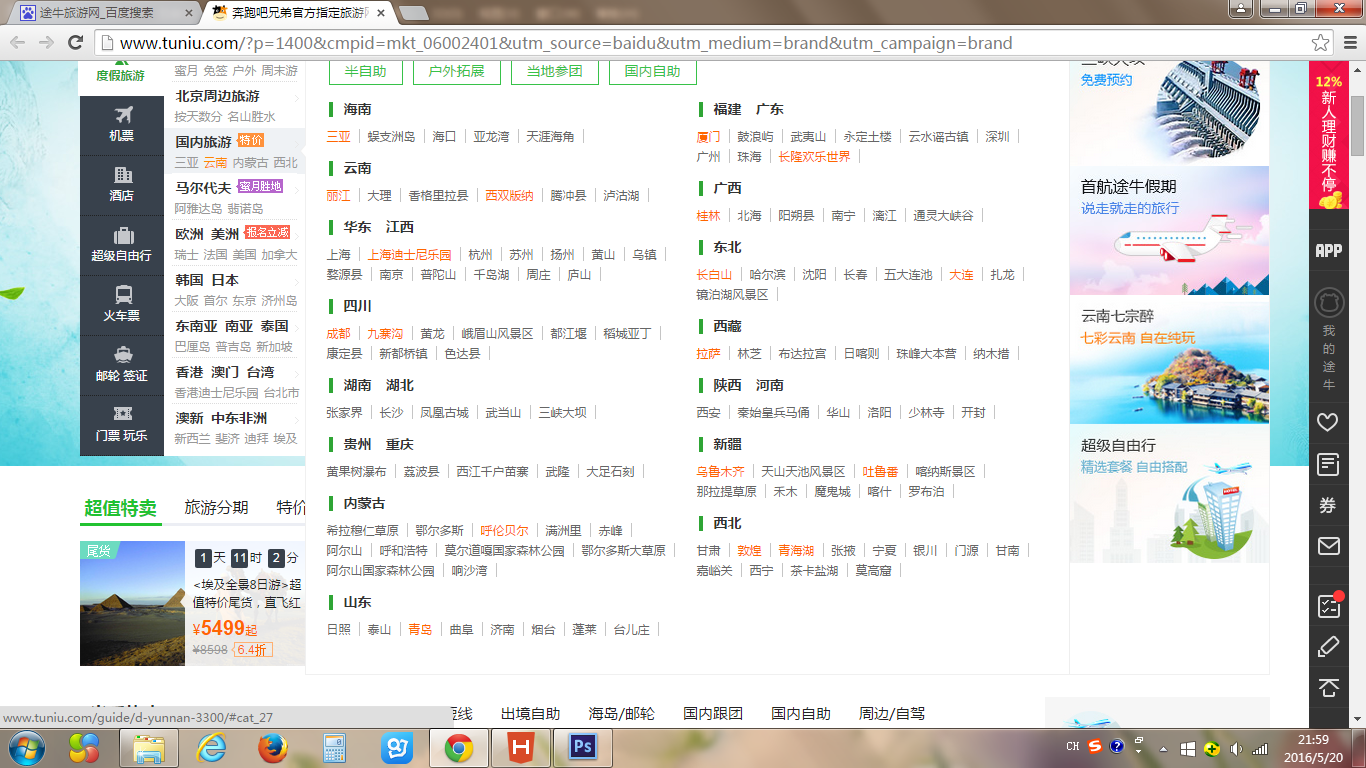 途牛旅游网_百度搜索
奔跑吧兄弟官方指定旅游网
www.tuniu.com/?p=1400&cmpid=mkt_06002401&utm_source=baidu&utm_medium=brand&utm_campaign=brand
度假旅游
机票
酒店
超级自由行
火车票
邮轮 签证
门票 玩乐
蜜月 免签 户外 周末游
北京周边旅游
按天数分 名山胜水
国内旅游 特价
三亚 云南 内蒙古 西北
马尔代夫 蜜月胜地
阿雅达岛 翡诺岛
欧洲 美洲 报名立减
瑞士 法国 美国 加拿大
韩国 日本
大阪 首尔 东京 济州岛
东南亚 南亚 泰国
巴厘岛 普吉岛 新加坡
香港 澳门 台湾
香港迪士尼乐园 台北市
澳新 中东非洲
新西兰 斐济 迪拜 埃及
半自助 户外拓展 当地参团 国内自助
海南
三亚 蜈支洲岛 海口 亚龙湾 天涯海角
云南
丽江 大理 香格里拉县 西双版纳 腾冲县 泸沽湖
华东 江西
上海 上海迪士尼乐园 杭州 苏州 扬州 黄山 乌镇
婺源县 南京 普陀山 千岛湖 周庄 庐山
四川
成都 九寨沟 黄龙 峨眉山风景区 都江堰 稻城亚丁
康定县 新都桥镇 色达县
湖南 湖北
张家界 长沙 凤凰古城 武当山 三峡大坝
贵州 重庆
黄果树瀑布 荔波县 西江千户苗寨 武隆 大足石刻
内蒙古
希拉穆仁草原 鄂尔多斯 呼伦贝尔 满洲里 赤峰
阿尔山 呼和浩特 莫尔道嘎国家森林公园 鄂尔多斯大草原
阿尔山国家森林公园 响沙湾
山东
日照 泰山 青岛 曲阜 济南 烟台 蓬莱 台儿庄
福建 广东
厦门 鼓浪屿 武夷山 永定土楼 云水谣古镇 深圳
广州 珠海 长隆欢乐世界
广西
桂林 北海 阳朔县 南宁 漓江 通灵大峡谷
东北
长白山 哈尔滨 沈阳 长春 五大连池 大连 扎龙
镜泊湖风景区
西藏
拉萨 林芝 布达拉宫 日喀则 珠峰大本营 纳木措
陕西 河南
西安 秦始皇兵马俑 华山 洛阳 少林寺 开封
新疆
乌鲁木齐 天山天池风景区 吐鲁番 喀纳斯景区
那拉提草原 禾木 魔鬼城 喀什 罗布泊
西北
甘肃 敦煌 青海湖 张掖 宁夏 银川 门源 甘南
嘉峪关 西宁 茶卡盐湖 莫高窟
免费预约
首航途牛假期
说走就走的旅行
云南七宗醉
七彩云南 自在纯玩
超级自由行
精选套餐 自由搭配
HOTEL
12%
新人理财赚不停
APP
我的途牛
券
超值特卖 旅游分期 特价
尾货
1 天 11 时 2 分
<埃及全景8日游>超
值特价尾货，直飞红
¥5499起
¥8598 6.4折
短线 出境自助 海岛/邮轮 国内跟团 国内自助 周边/自驾
www.tuniu.com/guide/d-yunnan-3300/#cat_27
H
Ps
CH
S
21:59
2016/5/20